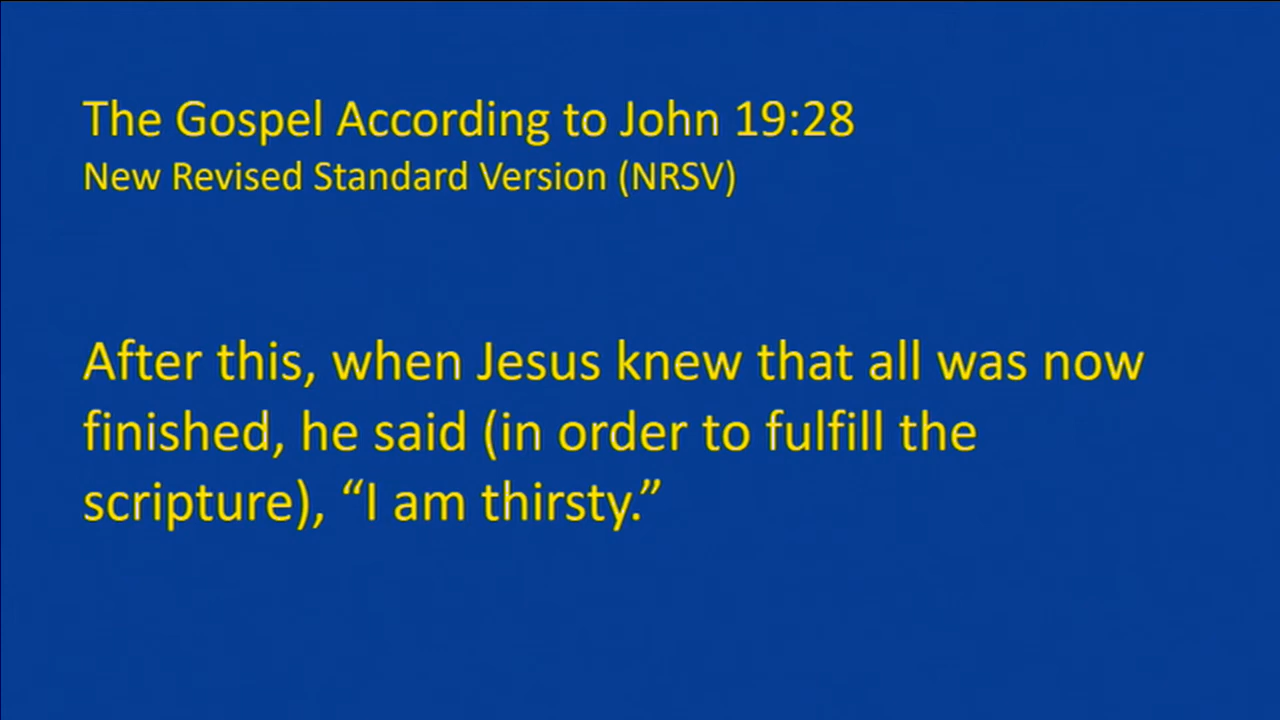 The Gospel According to John 19:28
New Revised Standard Version (NRSV)
After this, when Jesus knew that all was now
finished, he said (in order to fulfill the
scripture), “I am thirsty.”